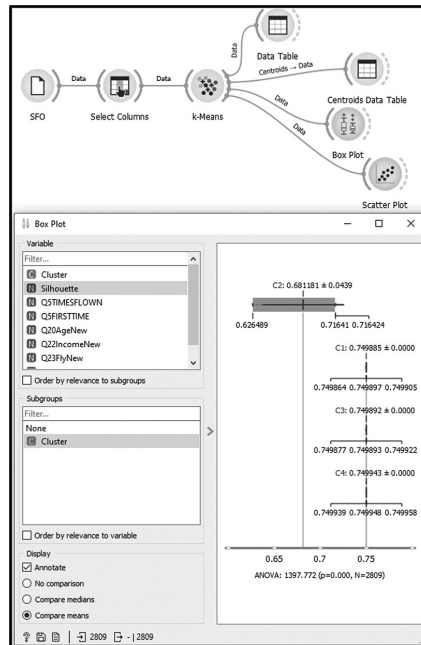 Data
Data Table
Centroids → Data
Data
Data
Centroids Data Table
SFO
Select Columns
k-Means
Data
Data
Box Plot
Scatter Plot
Box Plot
Variable
Filter...
C Cluster
N Silhouette
N Q5TIMESFLOWN
N Q5FIRSTTIME
N Q20AgeNew
N Q22IncomeNew
N Q23FlyNew
Order by relevance to subgroups
Subgroups
Filter...
None
C Cluster
Order by relevance to variable
Display
Annotate
No comparison
Compare medians
Compare means
? 2809 - | 2809
C2: 0.681181 ± 0.0439
0.626489 0.71641 0.716424
C1: 0.749885 ± 0.0000
0.749864 0.749897 0.749905
C3: 0.749892 ± 0.0000
0.749877 0.749893 0.749922
C4: 0.749943 ± 0.0000
0.749939 0.749948 0.749958
0.65 0.7 0.75
ANOVA: 1397.772 (p=0.000, N=2809)